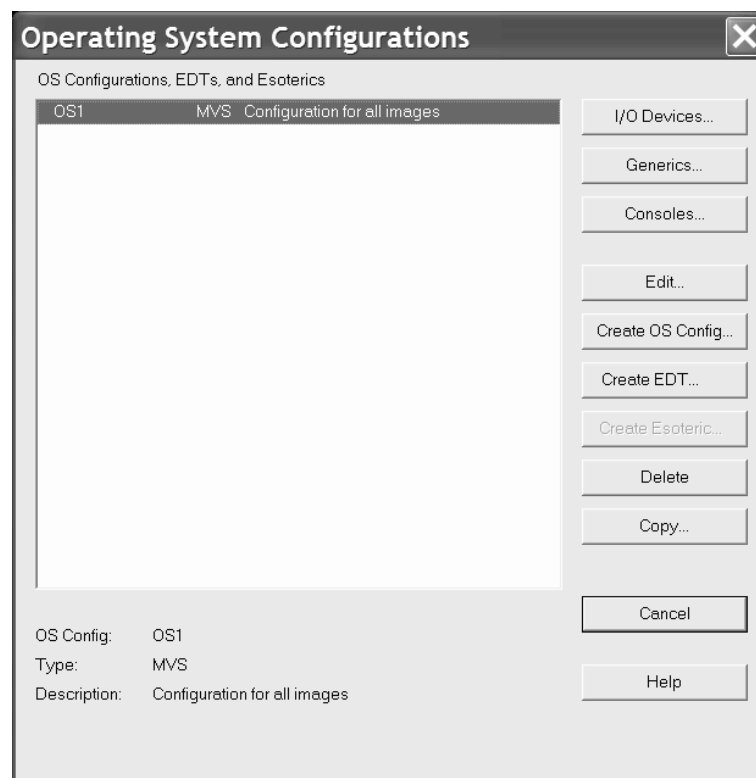 Operating System Configurations
OS Configurations, EDTs, and Esoterics
OS1 MVS Configuration for all images
I/O Devices...
Generics...
Consoles...
Edit...
Create OS Config...
Create EDT...
Create Esoteric...
Delete
Copy...
Cancel
Help
OS Config: OS1
Type: MVS
Description: Configuration for all images